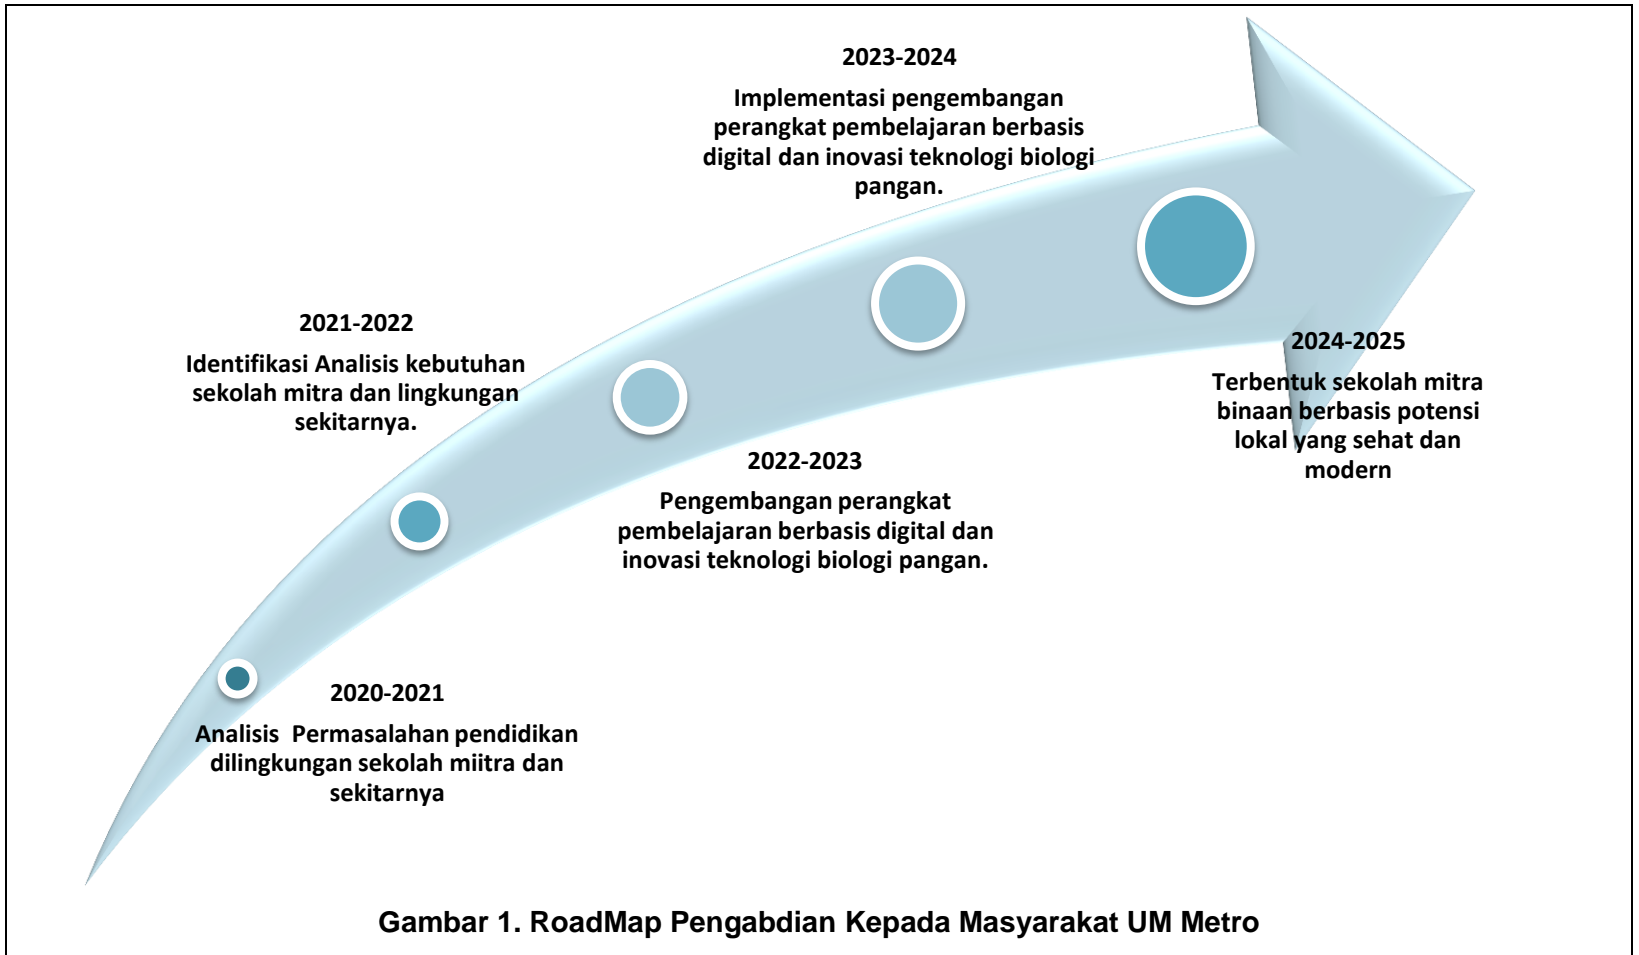 2023-2024
Implementasi pengembangan
perangkat pembelajaran berbasis
digital dan inovasi teknologi biologi
pangan.
2021-2022
Identifikasi Analisis kebutuhan
sekolah mitra dan lingkungan
sekitarnya.
2024-2025
Terbentuk sekolah mitra
binaan berbasis potensi
lokal yang sehat dan
modern
2022-2023
Pengembangan perangkat
pembelajaran berbasis digital dan
inovasi teknologi biologi pangan.
2020-2021
Analisis  Permasalahan pendidikan
dilingkungan sekolah miitra dan
sekitarnya
Gambar 1. RoadMap Pengabdian Kepada Masyarakat UM Metro